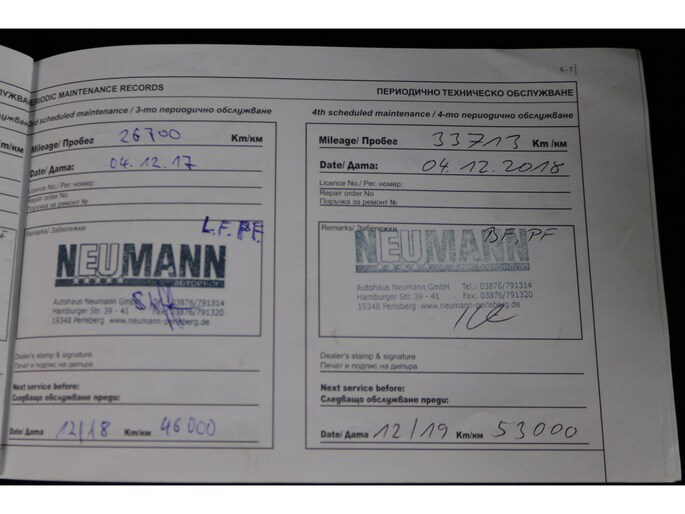 6-7
PERIODIC MAINTENANCE RECORDS
ПЕРИОДИЧНО ТЕХНИЧЕСКО ОБСЛУЖВАНЕ
3rd scheduled maintenance / 3-то периодично обслужване
Mileage/ Пробег 26700 Km/км
Date/ Дата: 04.12.17
Licence No./ Рег. номер:
Repair order No
Поръчка за ремонт №
Remarks/ Забележки
L.F. PF.
NEUMANN
Autohaus Neumann GmbH Tel.: 03876/791314
Hamburger Str. 39 - 41 Fax: 03876/791320
19348 Perleberg www.neumann-perleberg.de
Dealer's stamp & signature
Печат и подпис на дилъра
Next service before:
Следващо обслужване преди:
Date/ Дата 12/18 Km/км 46000
4th scheduled maintenance / 4-то периодично обслужване
Mileage/ Пробег 33713 Km /км
Date/ Дата: 04.12.2018
Licence No./ Рег. номер:
Repair order No
Поръчка за ремонт №
Remarks/ Забележки
BF PF
NEUMANN
Autohaus Neumann GmbH Tel.: 03876/791314
Hamburger Str. 39 - 41 Fax: 03876/791320
19348 Perleberg www.neumann-perleberg.de
Dealer's stamp & signature
Печат и подпис на дилъра
Next service before:
Следващо обслужване преди:
Date/ Дата 12/19 Km/км 53000